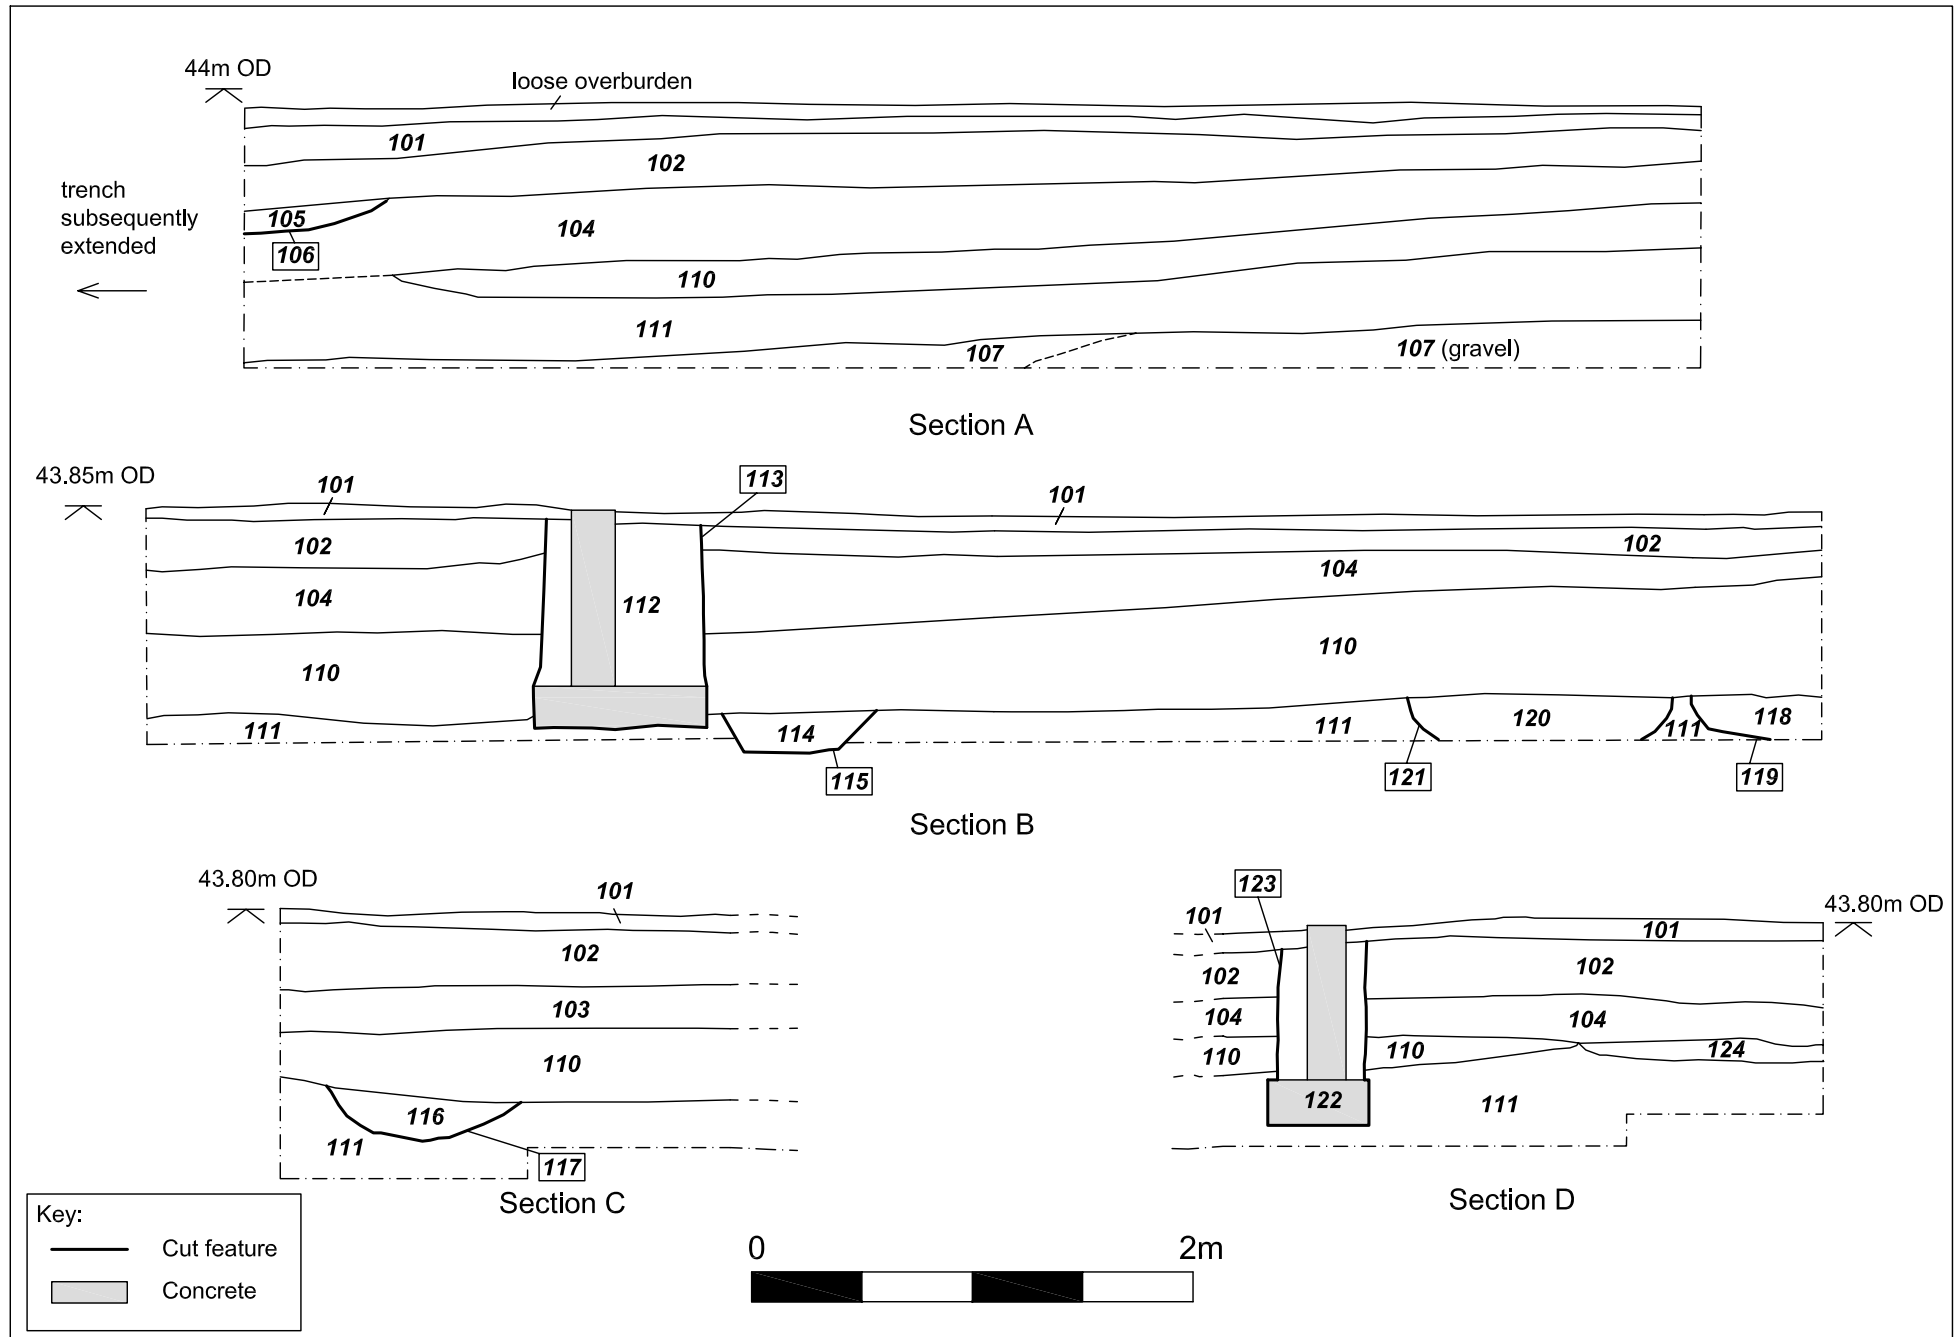 44m OD
loose overburden
101
102
trench
subsequently
extended
105
106
104
110
111
107
107 (gravel)
Section A
43.85m OD
101
113
101
102
102
104
104
112
110
110
111
114
111
120
111
118
115
121
119
Section B
43.80m OD
101
102
103
110
116
111
117
Section C
123
43.80m OD
101
101
102
102
104
104
110
110
124
122
111
Section D
Key:
Cut feature
Concrete
0
2m